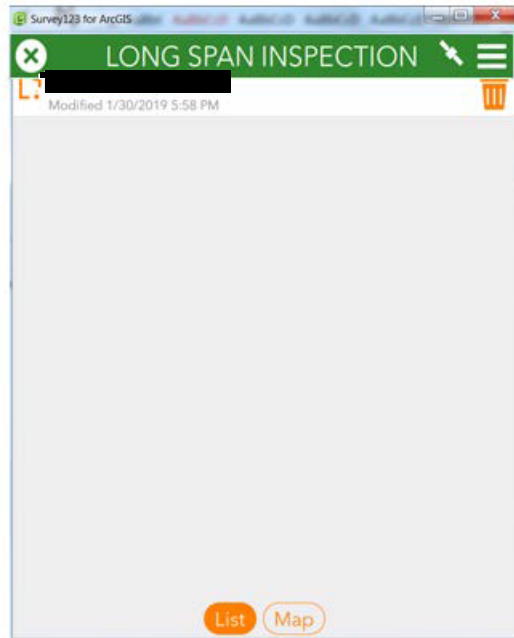 Survey123 for ArcGIS
LONG SPAN INSPECTION
Modified 1/30/2019 5:58 PM
List
Map